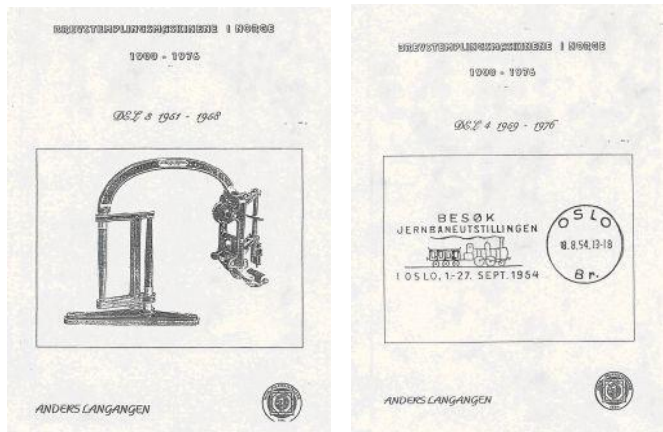 BREVSTEMPLINGSMASKINENE I NORGE
1900 - 1976
DEL 3 1951 - 1968
ANDERS LANGANGEN
BREVSTEMPLINGSMASKINENE I NORGE
1900 - 1976
DEL 4 1969 - 1976
BESØK
JERNBANEUTSTILLINGEN
I OSLO, 1.-27. SEPT. 1954
OSLO
18.8.54.13-18
Br.
ANDERS LANGANGEN